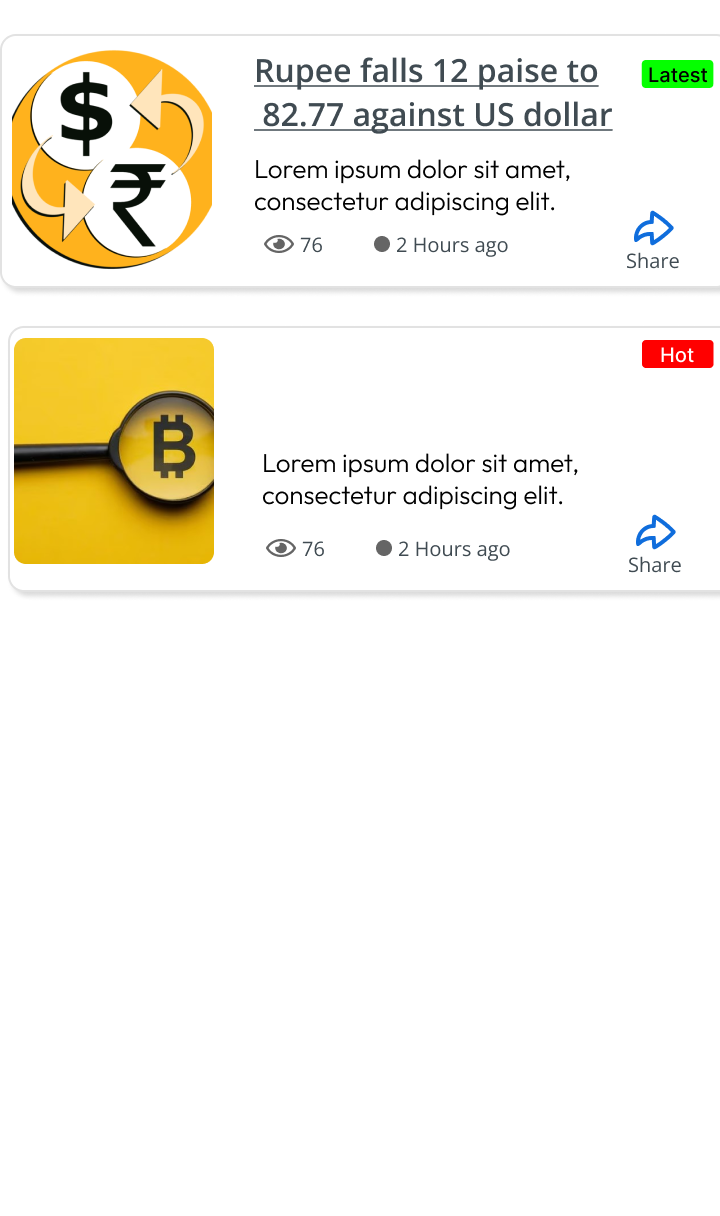 Rupee falls 12 paise to
82.77 against US dollar
Latest
Lorem ipsum dolor sit amet,
consectetur adipiscing elit.
76
2 Hours ago
Share
Hot
Lorem ipsum dolor sit amet,
consectetur adipiscing elit.
76
2 Hours ago
Share